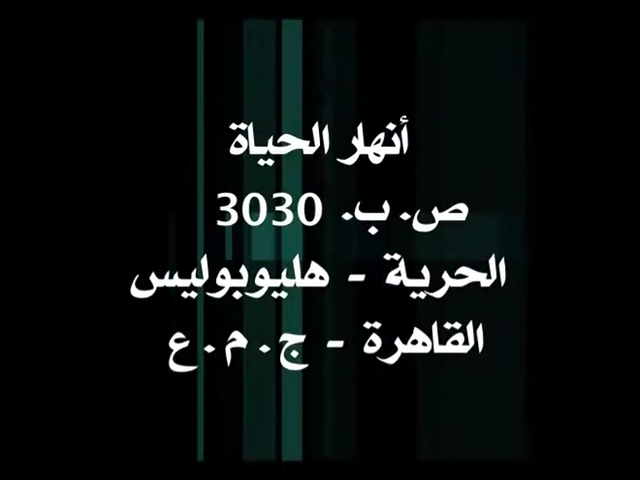 أنهار الحياة
ص. ب. 3030
الحرية - هليوبوليس
القاهرة - ج . م . ع